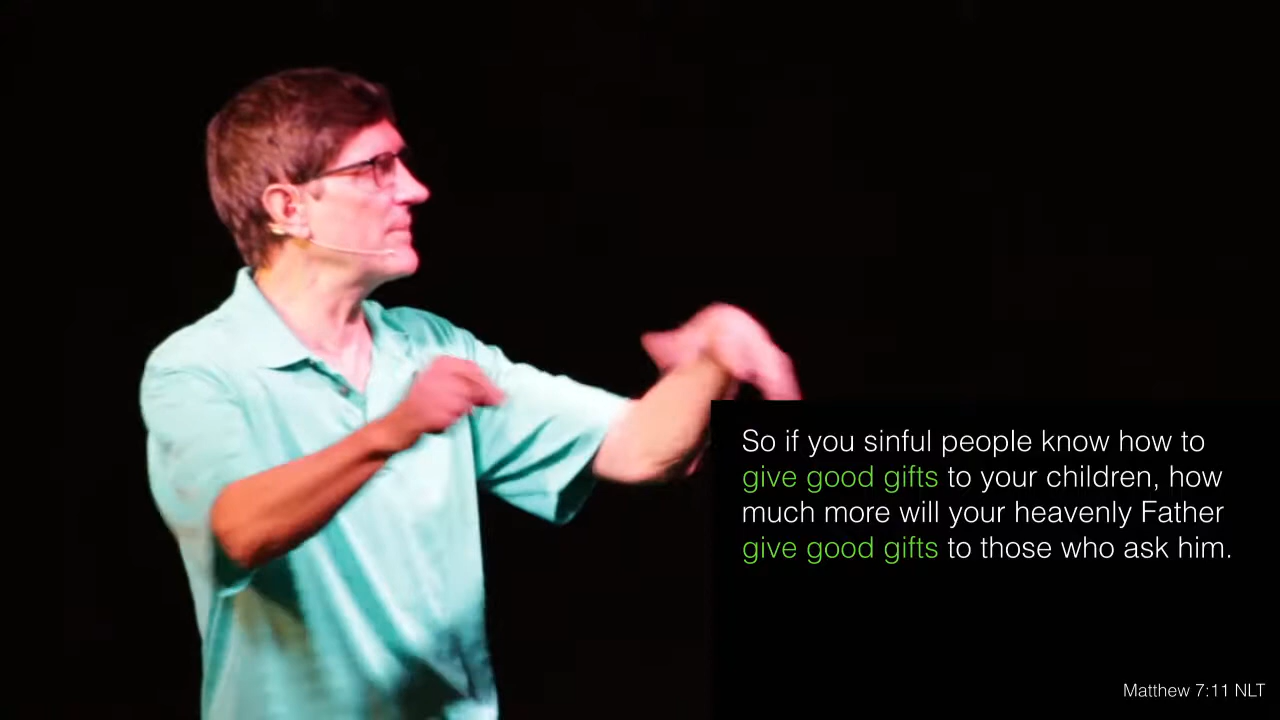 So if you sinful people know how to
give good gifts to your children, how
much more will your heavenly Father
give good gifts to those who ask him.
Matthew 7:11 NLT